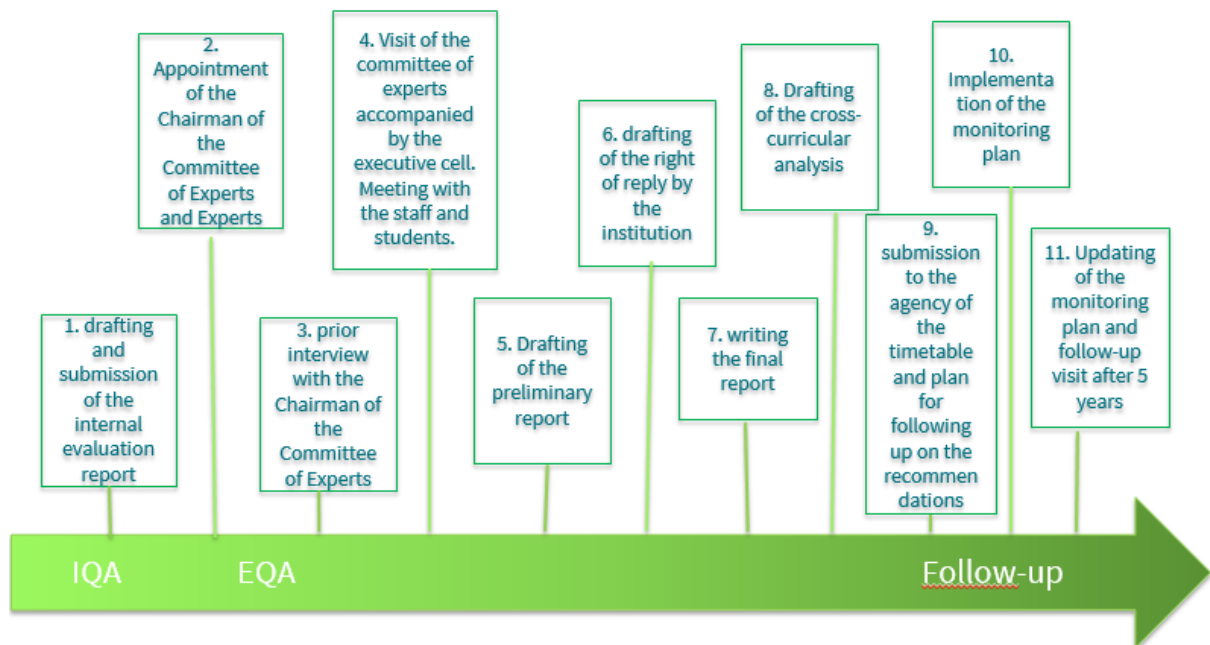 1. drafting
and
submission
of the
internal
evaluation
report
2.
Appointment
of the
Chairman of
the
Committee
of Experts
and Experts
3. prior
interview
with the
Chairman of
the
Committee
of Experts
4. Visit of the
committee of
experts
accompanied
by the
executive cell.
Meeting with
the staff and
students.
5. Drafting
of the
preliminary
report
6. drafting
of the right
of reply by
the
institution
7. writing
the final
report
8. Drafting
of the cross-
curricular
analysis
9.
submission
to the
agency of
the
timetable
and plan
for
following
up on the
recommen
dations
10.
Implementa
tion of the
monitoring
plan
11. Updating
of the
monitoring
plan and
follow-up
visit after 5
years
IQA
EQA
Follow-up